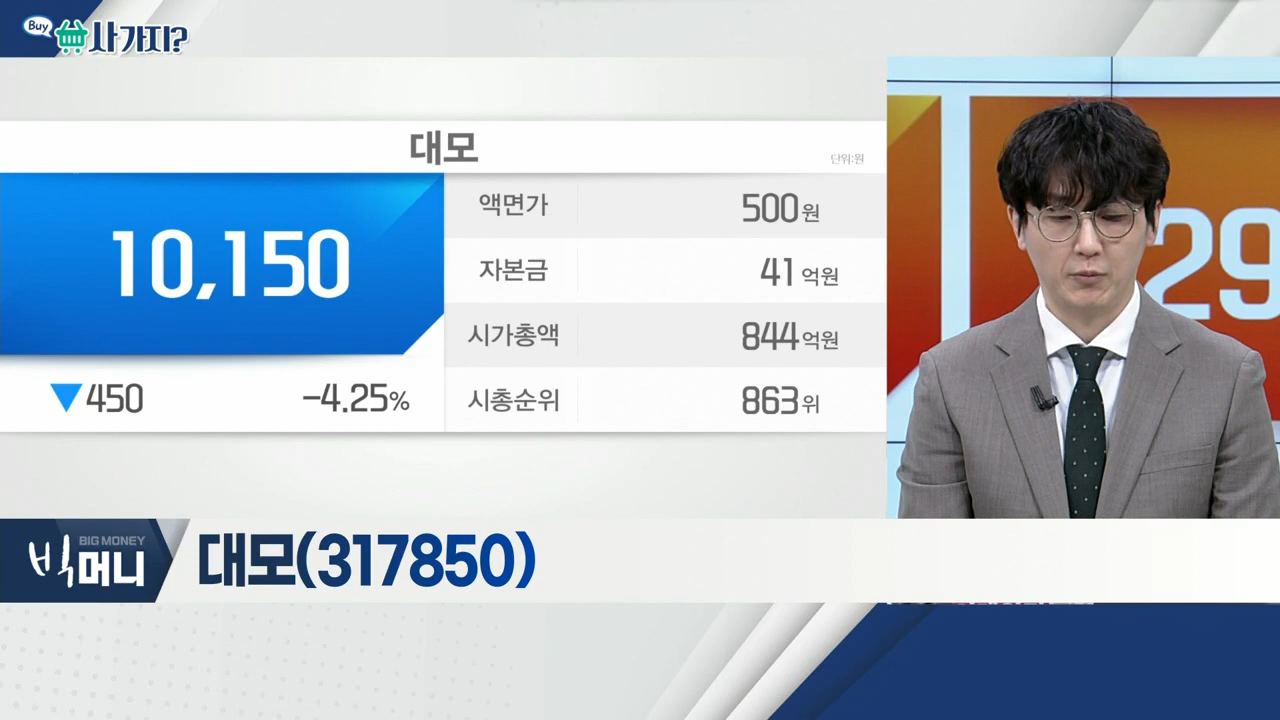 Buy
사가지?
대모
단위:원
10,150
▼450 -4.25%
액면가 500원
자본금 41억원
시가총액 844억원
시총순위 863위
29
BIG MONEY
빅머니
대모(317850)